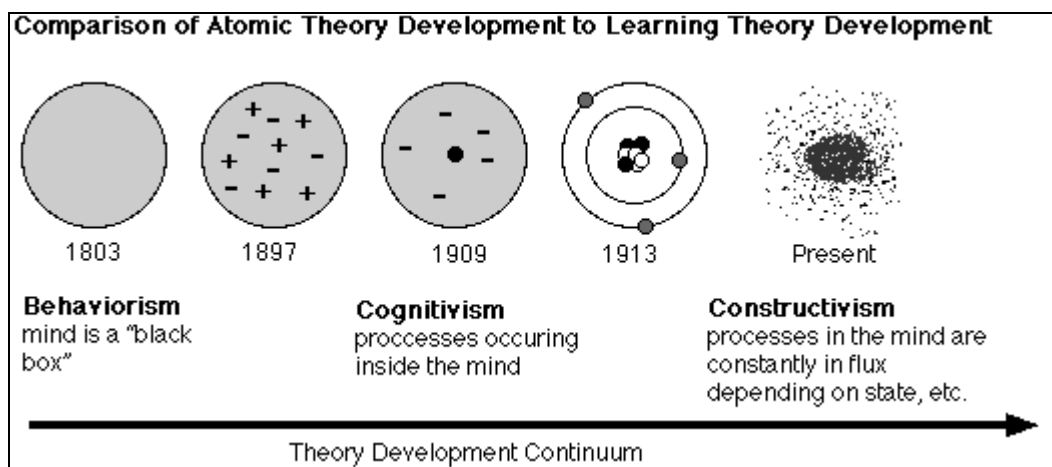 Comparison of Atomic Theory Development to Learning Theory Development
+ - + - + - + - - + +
- - - - -
1803
1897
1909
1913
Present
Behaviorism
mind is a "black
box"
Cognitivism
proccesses occuring
inside the mind
Constructivism
processes in the mind are
constantly in flux
depending on state, etc.
Theory Development Continuum